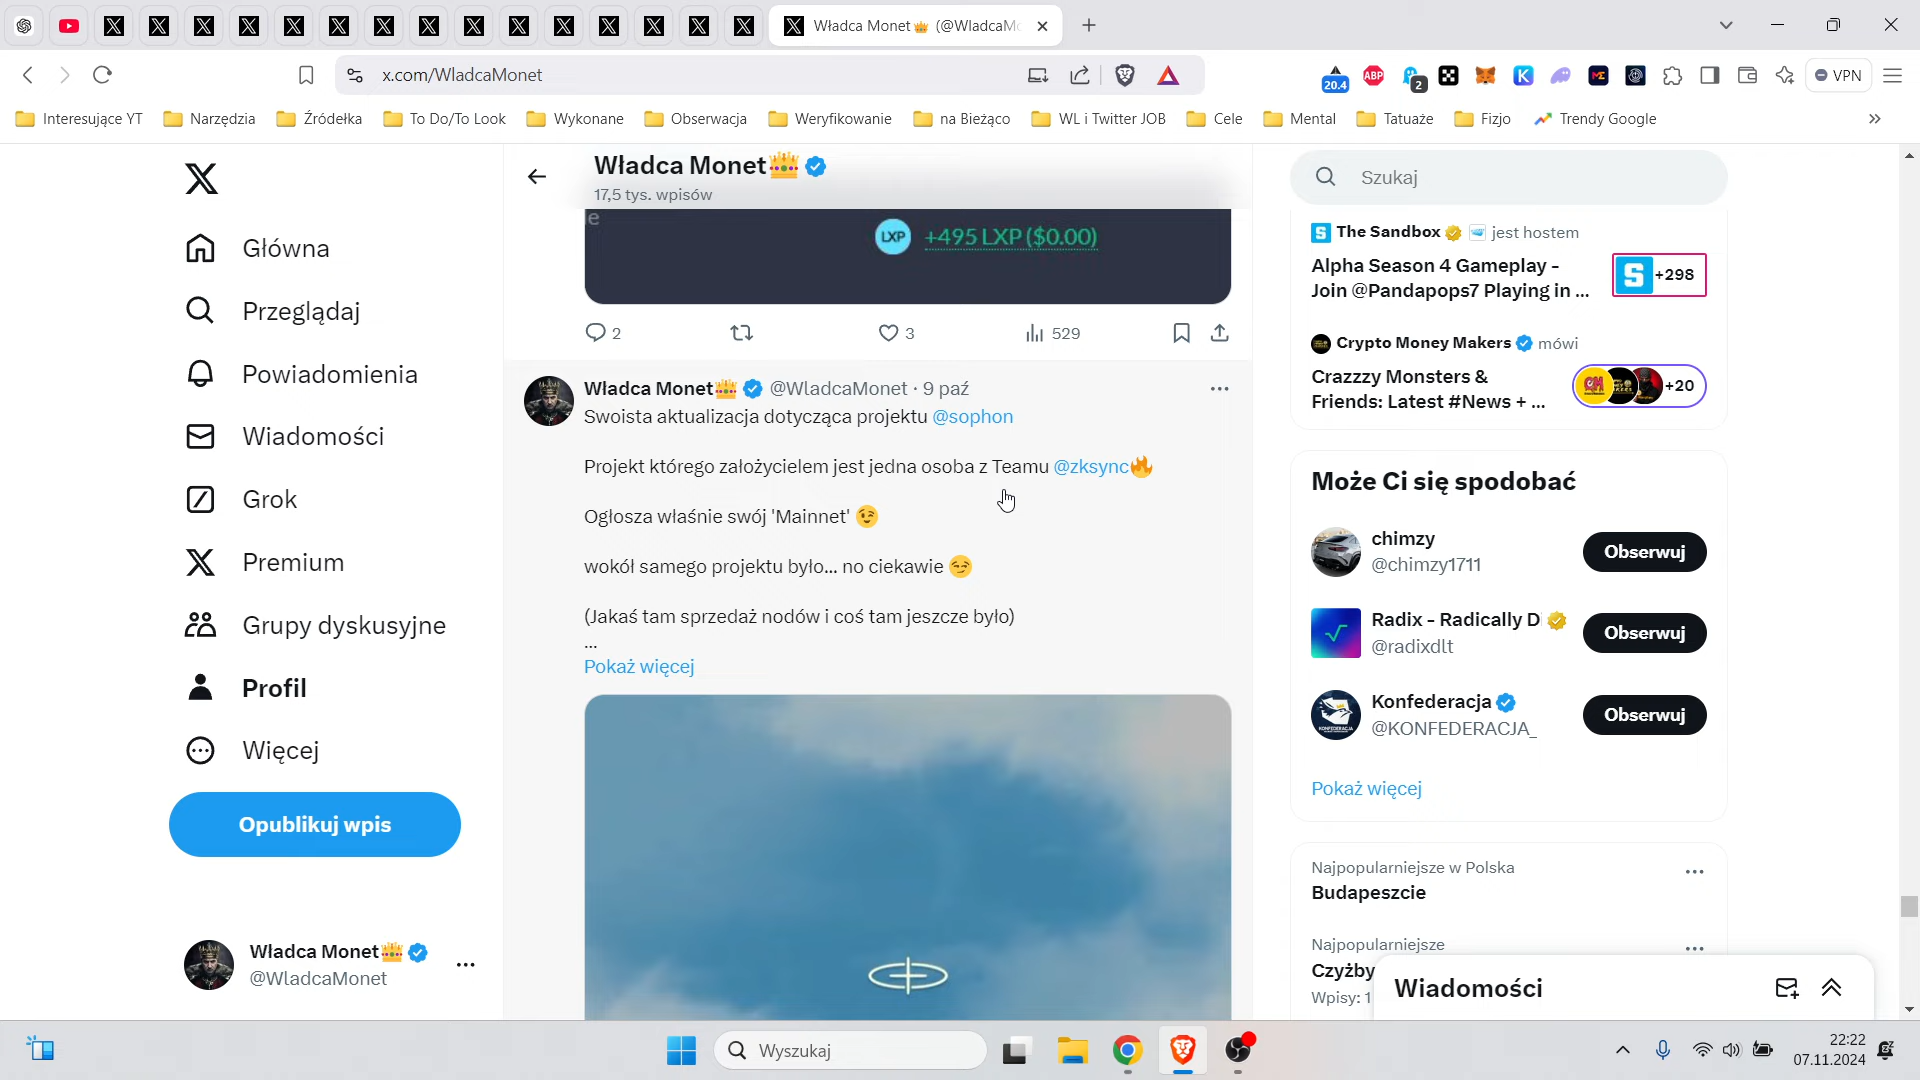 Władca Monet (@WladcaMo
x.com/WladcaMonet
20.4
ABP
2
VPN
Interesujące YT
Narzędzia
Źródełka
To Do/To Look
Wykonane
Obserwacja
Weryfikowanie
na Bieżąco
WL i Twitter JOB
Cele
Mental
Tatuaże
Fizjo
Trendy Google
Główna
Przeglądaj
Powiadomienia
Wiadomości
Grok
Premium
Grupy dyskusyjne
Profil
Więcej
Opublikuj wpis
Władca Monet👑
@WladcaMonet
Władca Monet👑
17,5 tys. wpisów
e
LXP +495 LXP ($0.00)
2
3
529
Władca Monet👑 @WladcaMonet · 9 paź
Swoista aktualizacja dotycząca projektu @sophon
Projekt którego założycielem jest jedna osoba z Teamu @zksync🔥
Ogłosza właśnie swój 'Mainnet' 😉
wokół samego projektu było... no ciekawie 😏
(Jakaś tam sprzedaż nodów i coś tam jeszcze było)
...
Pokaż więcej
Szukaj
The Sandbox jest hostem
Alpha Season 4 Gameplay -
Join @Pandapops7 Playing in ...
+298
Crypto Money Makers mówi
Crazzzy Monsters &
Friends: Latest #News + ...
+20
Może Ci się spodobać
chimzy
@chimzy1711
Obserwuj
Radix - Radically D
@radixdlt
Obserwuj
Konfederacja
@KONFEDERACJA_
Obserwuj
Pokaż więcej
Najpopularniejsze w Polska
Budapeszcie
Najpopularniejsze
Czyżby
Wpisy: 1
Wiadomości
Wyszukaj
22:22
07.11.2024